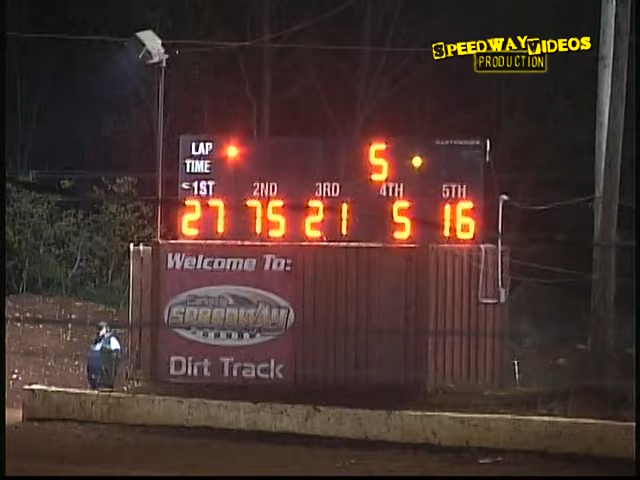 SPEEDWAY VIDEOS
PRODUCTION
LAP
TIME
5
1ST 2ND 3RD 4TH 5TH
27 75 21 5 16
Welcome To:
SPEEDWAY
Dirt Track